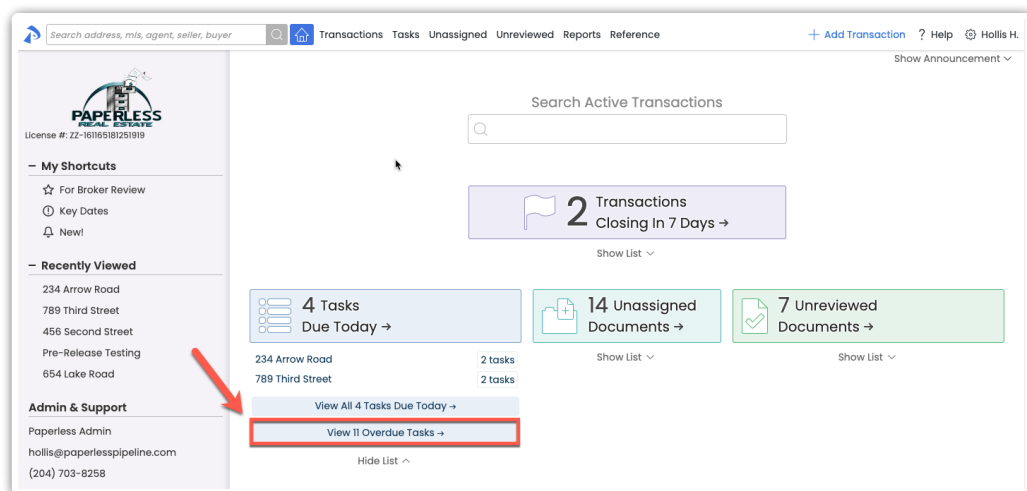 Search address, mls, agent, seller, buyer
Transactions Tasks Unassigned Unreviewed Reports Reference
+ Add Transaction ? Help Hollis H.
Show Announcement
PAPERLESS
REAL ESTATE
License #: ZZ-161165181251919
– My Shortcuts
For Broker Review
Key Dates
New!
– Recently Viewed
234 Arrow Road
789 Third Street
456 Second Street
Pre-Release Testing
654 Lake Road
Admin & Support
Paperless Admin
hollis@paperlesspipeline.com
(204) 703-8258
Search Active Transactions
2 Transactions
Closing In 7 Days →
Show List
4 Tasks
Due Today →
234 Arrow Road 2 tasks
789 Third Street 2 tasks
View All 4 Tasks Due Today →
View 11 Overdue Tasks →
Hide List
14 Unassigned
Documents →
Show List
7 Unreviewed
Documents →
Show List